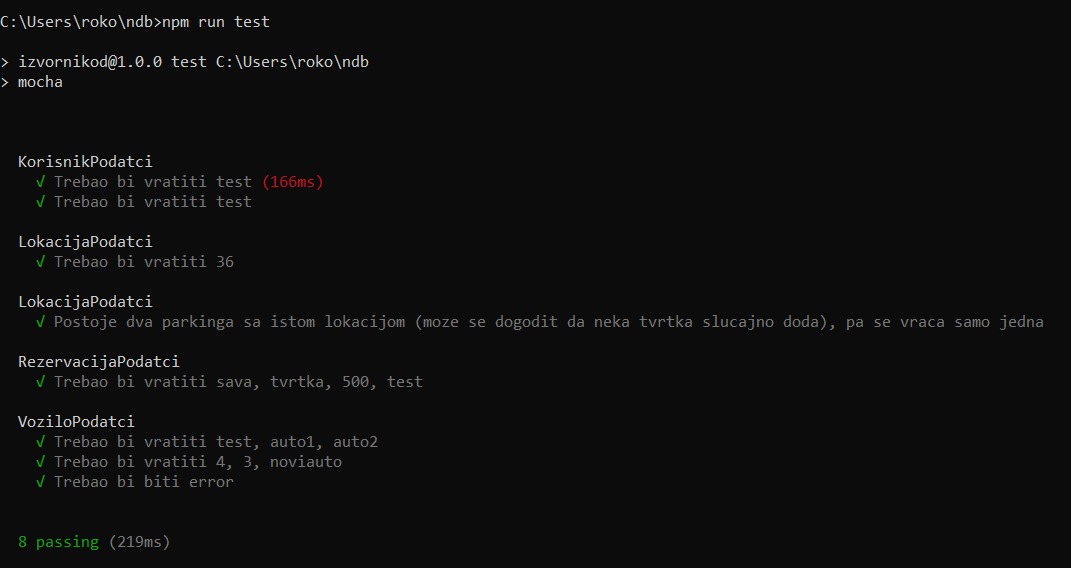 C:\Users\roko\ndb>npm run test
> izvornikod@1.0.0 test C:\Users\roko\ndb
> mocha
KorisnikPodatci
√ Trebao bi vratiti test (166ms)
√ Trebao bi vratiti test
LokacijaPodatci
√ Trebao bi vratiti 36
LokacijaPodatci
√ Postoje dva parkinga sa istom lokacijom (moze se dogodit da neka tvrtka slucajno doda), pa se vraca samo jedna
RezervacijaPodatci
√ Trebao bi vratiti sava, tvrtka, 500, test
VoziloPodatci
√ Trebao bi vratiti test, auto1, auto2
√ Trebao bi vratiti 4, 3, noviauto
√ Trebao bi biti error
8 passing (219ms)